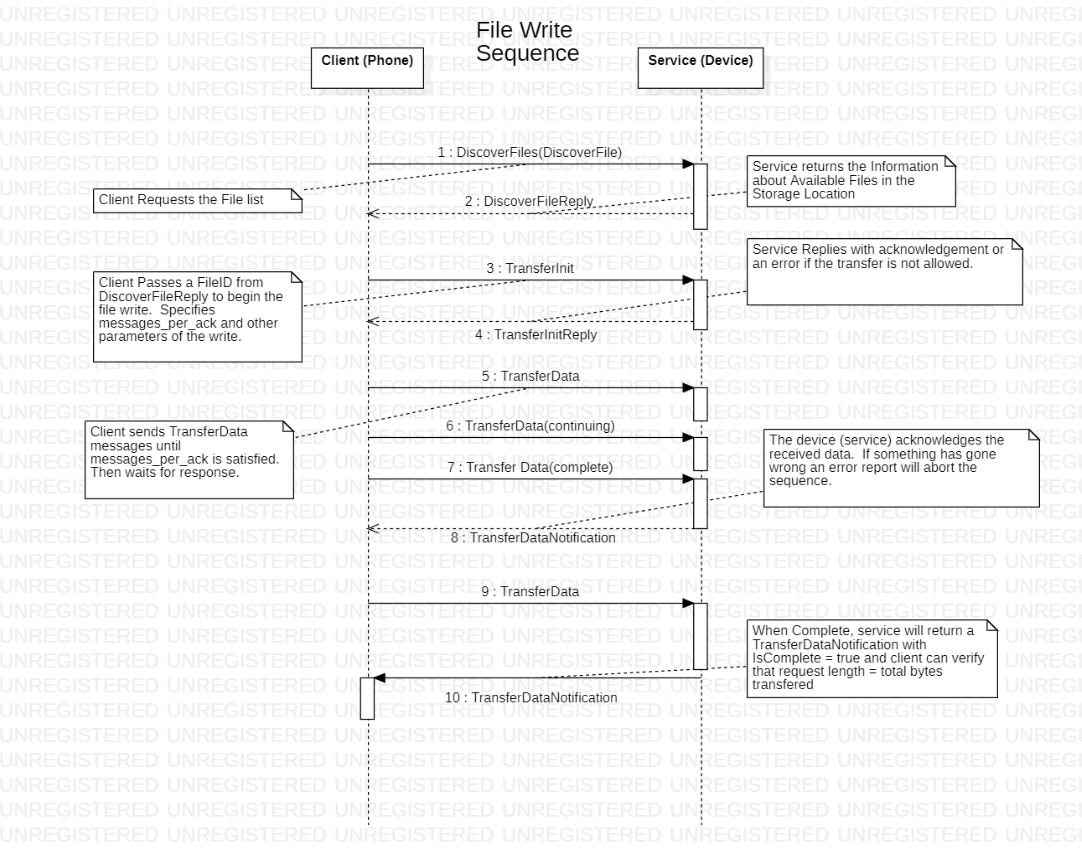 File Write
Sequence
Client (Phone)
Service (Device)
1 : DiscoverFiles(DiscoverFile)
Service returns the Information
about Available Files in the
Storage Location
Client Requests the File list
2 : DiscoverFileReply
Service Replies with acknowledgement or
an error if the transfer is not allowed.
3 : TransferInit
Client Passes a FileID from
DiscoverFileReply to begin the
file write.  Specifies
messages_per_ack and other
parameters of the write.
4 : TransferInitReply
5 : TransferData
Client sends TransferData
messages until
messages_per_ack is satisfied.
Then waits for response.
6 : TransferData(continuing)
The device (service) acknowledges the
received data.  If something has gone
wrong an error report will abort the
sequence.
7 : Transfer Data(complete)
8 : TransferDataNotification
9 : TransferData
When Complete, service will return a
TransferDataNotification with
IsComplete = true and client can verify
that request length = total bytes
transfered
10 : TransferDataNotification
UNREGISTERED